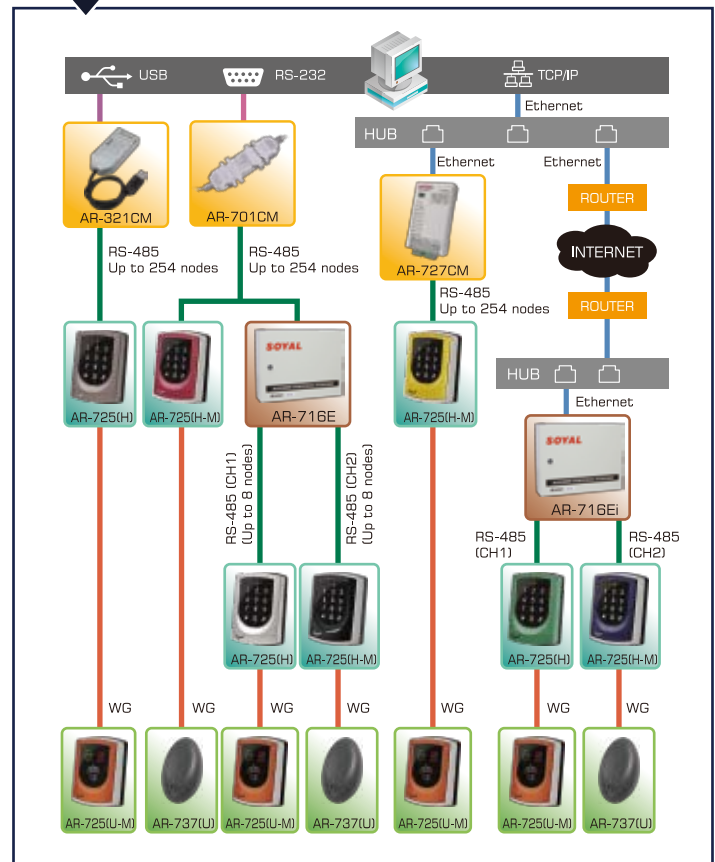 USB
RS-232
TCP/IP
Ethernet
HUB
Ethernet
Ethernet
AR-321CM
AR-701CM
AR-727CM
ROUTER
INTERNET
ROUTER
RS-485
Up to 254 nodes
RS-485
Up to 254 nodes
RS-485
Up to 254 nodes
SOYAL
AR-725(H)
AR-725(H-M)
AR-716E
AR-725(H-M)
HUB
Ethernet
SOYAL
AR-716Ei
RS-485 (CH1)
(Up to 8 nodes)
RS-485 (CH2)
(Up to 8 nodes)
RS-485
(CH1)
RS-485
(CH2)
AR-725(H)
AR-725(H-M)
AR-725(H)
AR-725(H-M)
WG
WG
WG
WG
WG
WG
WG
AR-725(U-M)
AR-737(U)
AR-725(U-M)
AR-737(U)
AR-725(U-M)
AR-725(U-M)
AR-737(U)